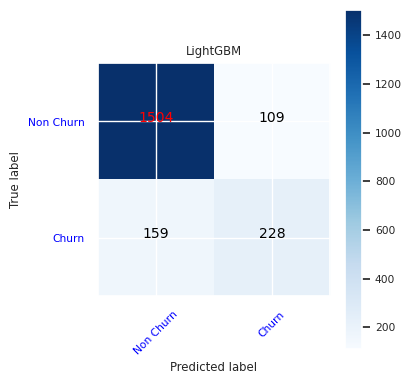 LightGBM
Non Churn
1504
109
Churn
159
228
True label
Non Churn
Churn
Predicted label
1400
1200
1000
800
600
400
200